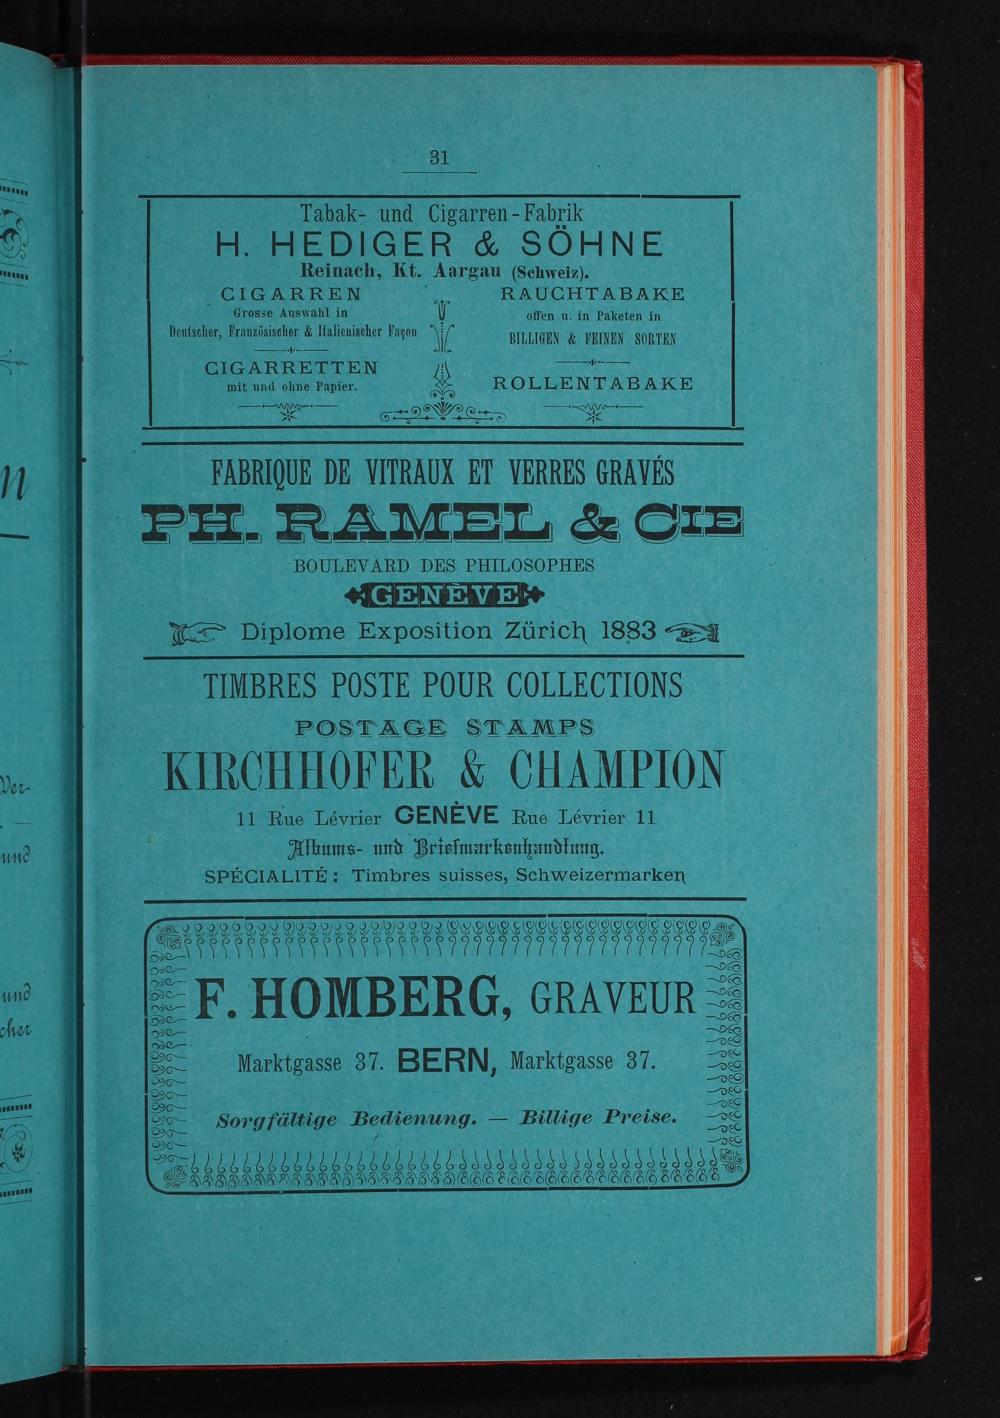 31
Tabak- und Cigarren-Fabrik
H. HEDIGER & SÖHNE
Reinach, Kt. Aargau (Schweiz).
CIGARREN
Grosse Auswahl in
Deutscher, Französischer & Italienischer Façon
CIGARRETTEN
mit und ohne Papier.
RAUCHTABAKE
offen u. in Paketen in
BILLIGEN & FEINEN SORTEN
ROLLENTABAKE
FABRIQUE DE VITRAUX ET VERRES GRAVÉS
PH. RAMEL & CIE
BOULEVARD DES PHILOSOPHES
GENÈVE
Diplome Exposition Zürich 1883
TIMBRES POSTE POUR COLLECTIONS
POSTAGE STAMPS
KIRCHHOFER & CHAMPION
11 Rue Lévrier GENÈVE Rue Lévrier 11
Albums- und Briefmarkenhandlung.
SPÉCIALITÉ: Timbres suisses, Schweizermarken
F. HOMBERG, GRAVEUR
Marktgasse 37. BERN, Marktgasse 37.
Sorgfältige Bedienung. — Billige Preise.
n
Ver-
und
und
cher